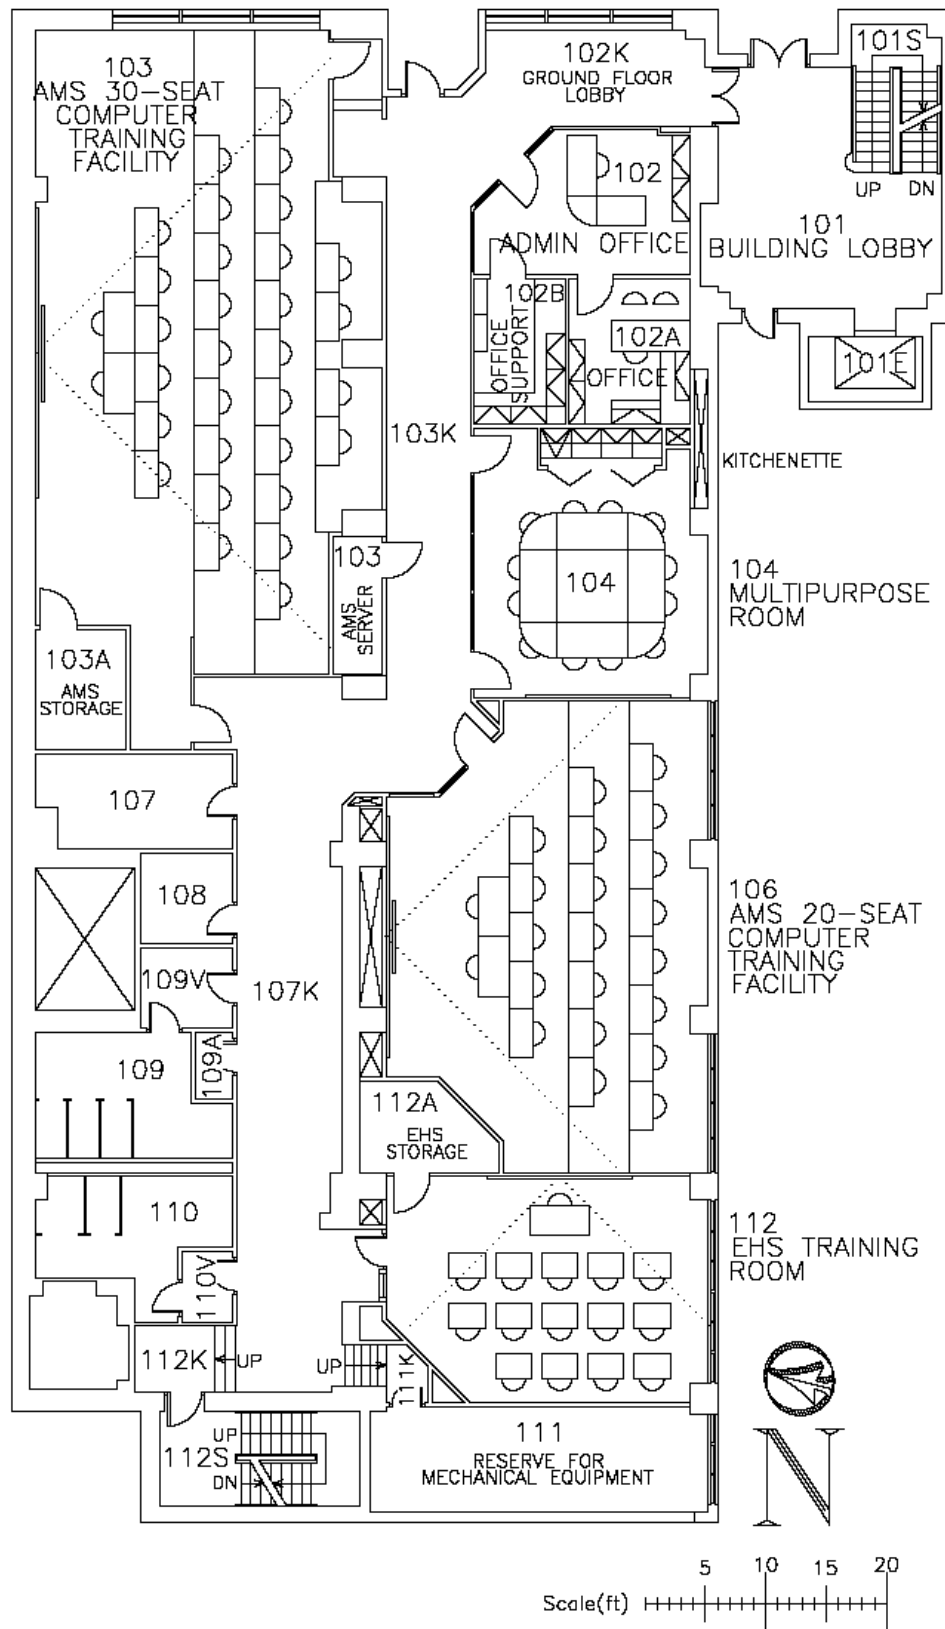 101S
102K
GROUND FLOOR
LOBBY
103
AMS 30-SEAT
COMPUTER
TRAINING
FACILITY
102
UP
DN
101
BUILDING LOBBY
ADMIN OFFICE
102B
OFFICE
SUPPORT
102A
OFFICE
101E
103K
KITCHENETTE
103
AMS
SERVER
104
104
MULTIPURPOSE
ROOM
103A
AMS
STORAGE
107
108
106
AMS 20-SEAT
COMPUTER
TRAINING
FACILITY
109V
107K
109
109A
112A
EHS
STORAGE
110
112
EHS TRAINING
ROOM
110V
112K
UP
UP
111K
UP
112S
DN
111
RESERVE FOR
MECHANICAL EQUIPMENT
N
5 10 15 20
Scale(ft)